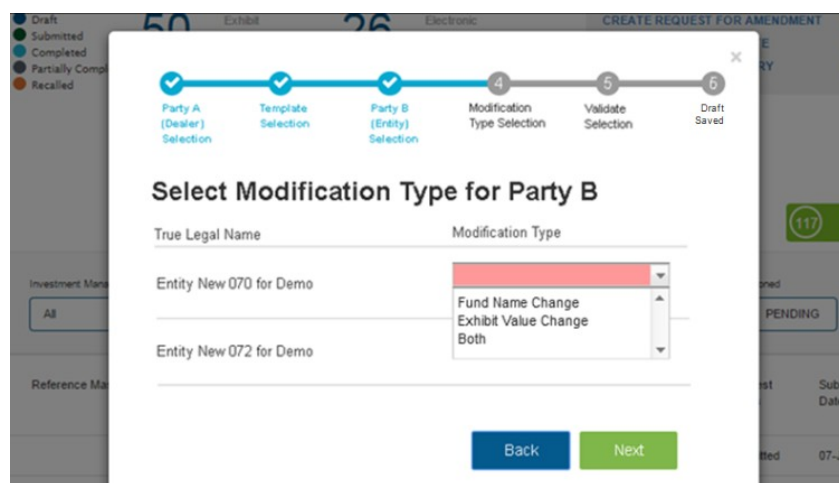 Draft
Submitted
Completed
Partially Compl
Recalled
50
Exhibit
26
Electronic
CREATE REQUEST FOR AMENDMENT
E
RY
×
4
5
6
Party A
(Dealer)
Selection
Template
Selection
Party B
(Entity)
Selection
Modification
Type Selection
Validate
Selection
Draft
Saved
Select Modification Type for Party B
True Legal Name
Modification Type
Entity New 070 for Demo
Fund Name Change
Exhibit Value Change
Both
Entity New 072 for Demo
Back
Next
117
Investment Mana
All
oned
PENDING
Reference Ma
est
Sub
Date
itted
07-